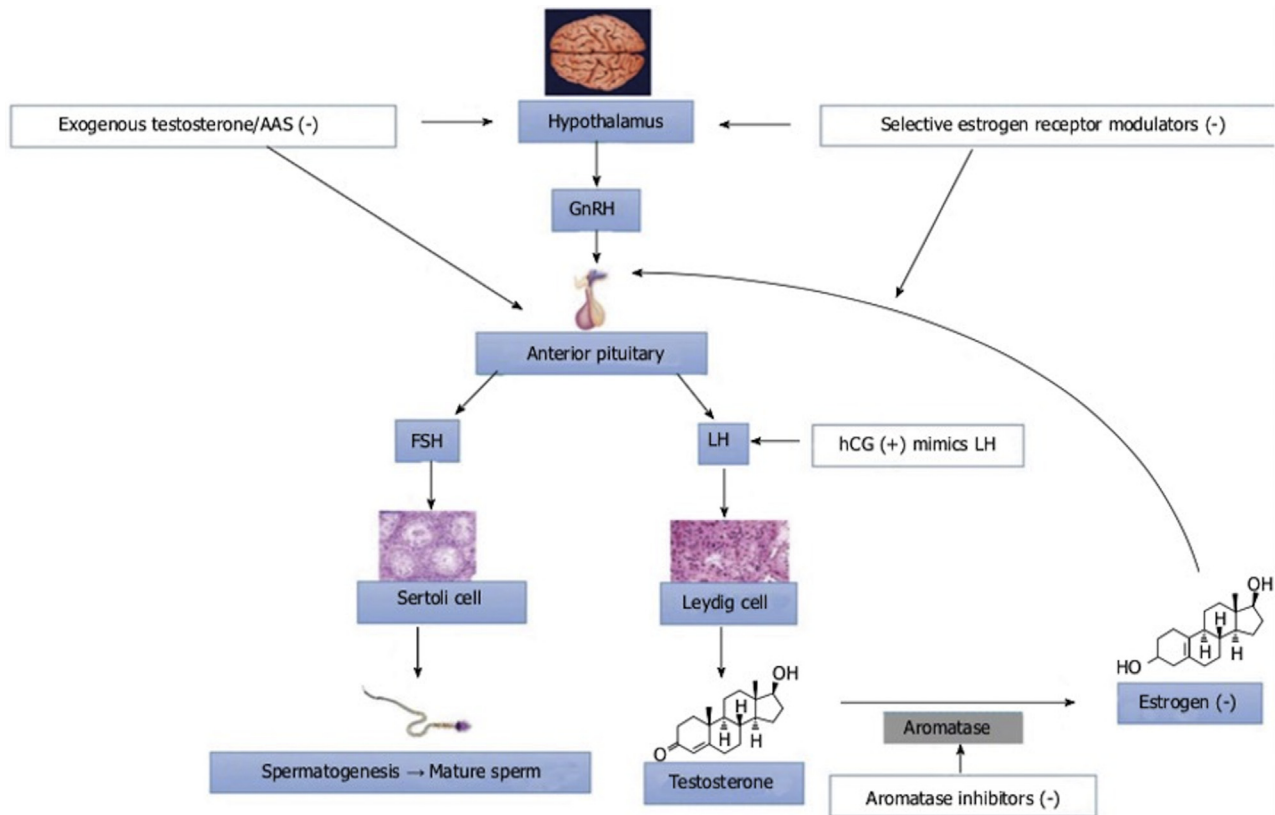 Exogenous testosterone/AAS (-)
Hypothalamus
Selective estrogen receptor modulators (-)
GnRH
Anterior pituitary
FSH
LH
hCG (+) mimics LH
Sertoli cell
Leydig cell
OH
H
H
H
HO
Estrogen (-)
OH
H
H
H
O
Aromatase
Spermatogenesis → Mature sperm
Testosterone
Aromatase inhibitors (-)